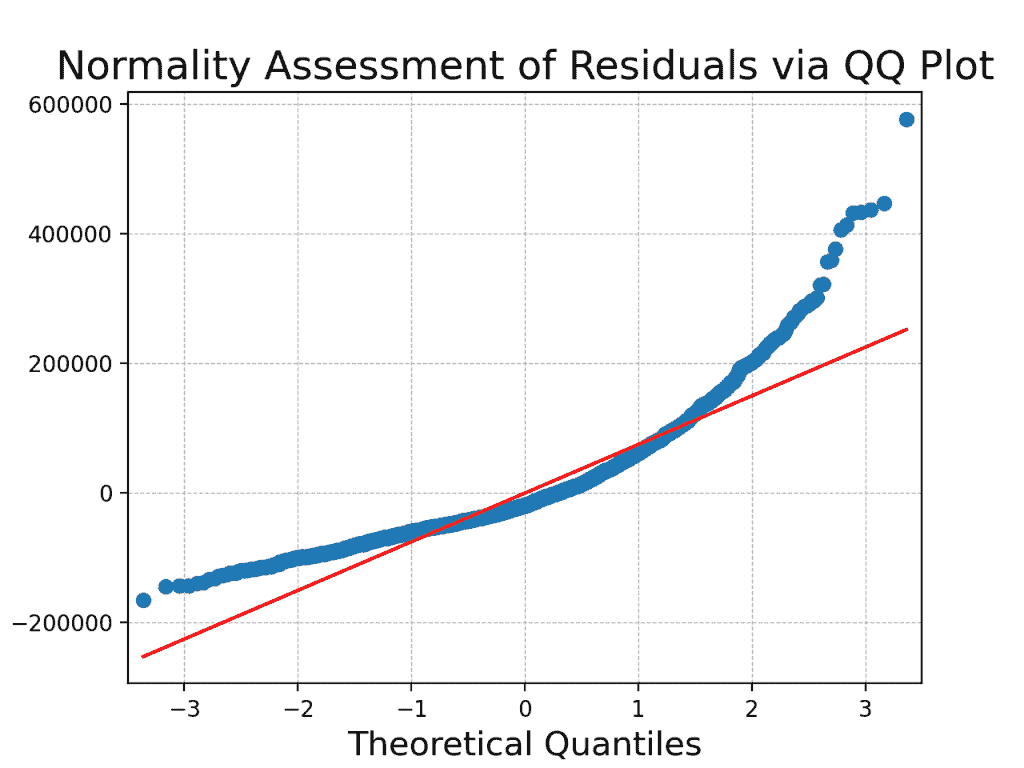 Normality Assessment of Residuals via QQ Plot
600000
400000
200000
0
−200000
−3 −2 −1 0 1 2 3
Theoretical Quantiles